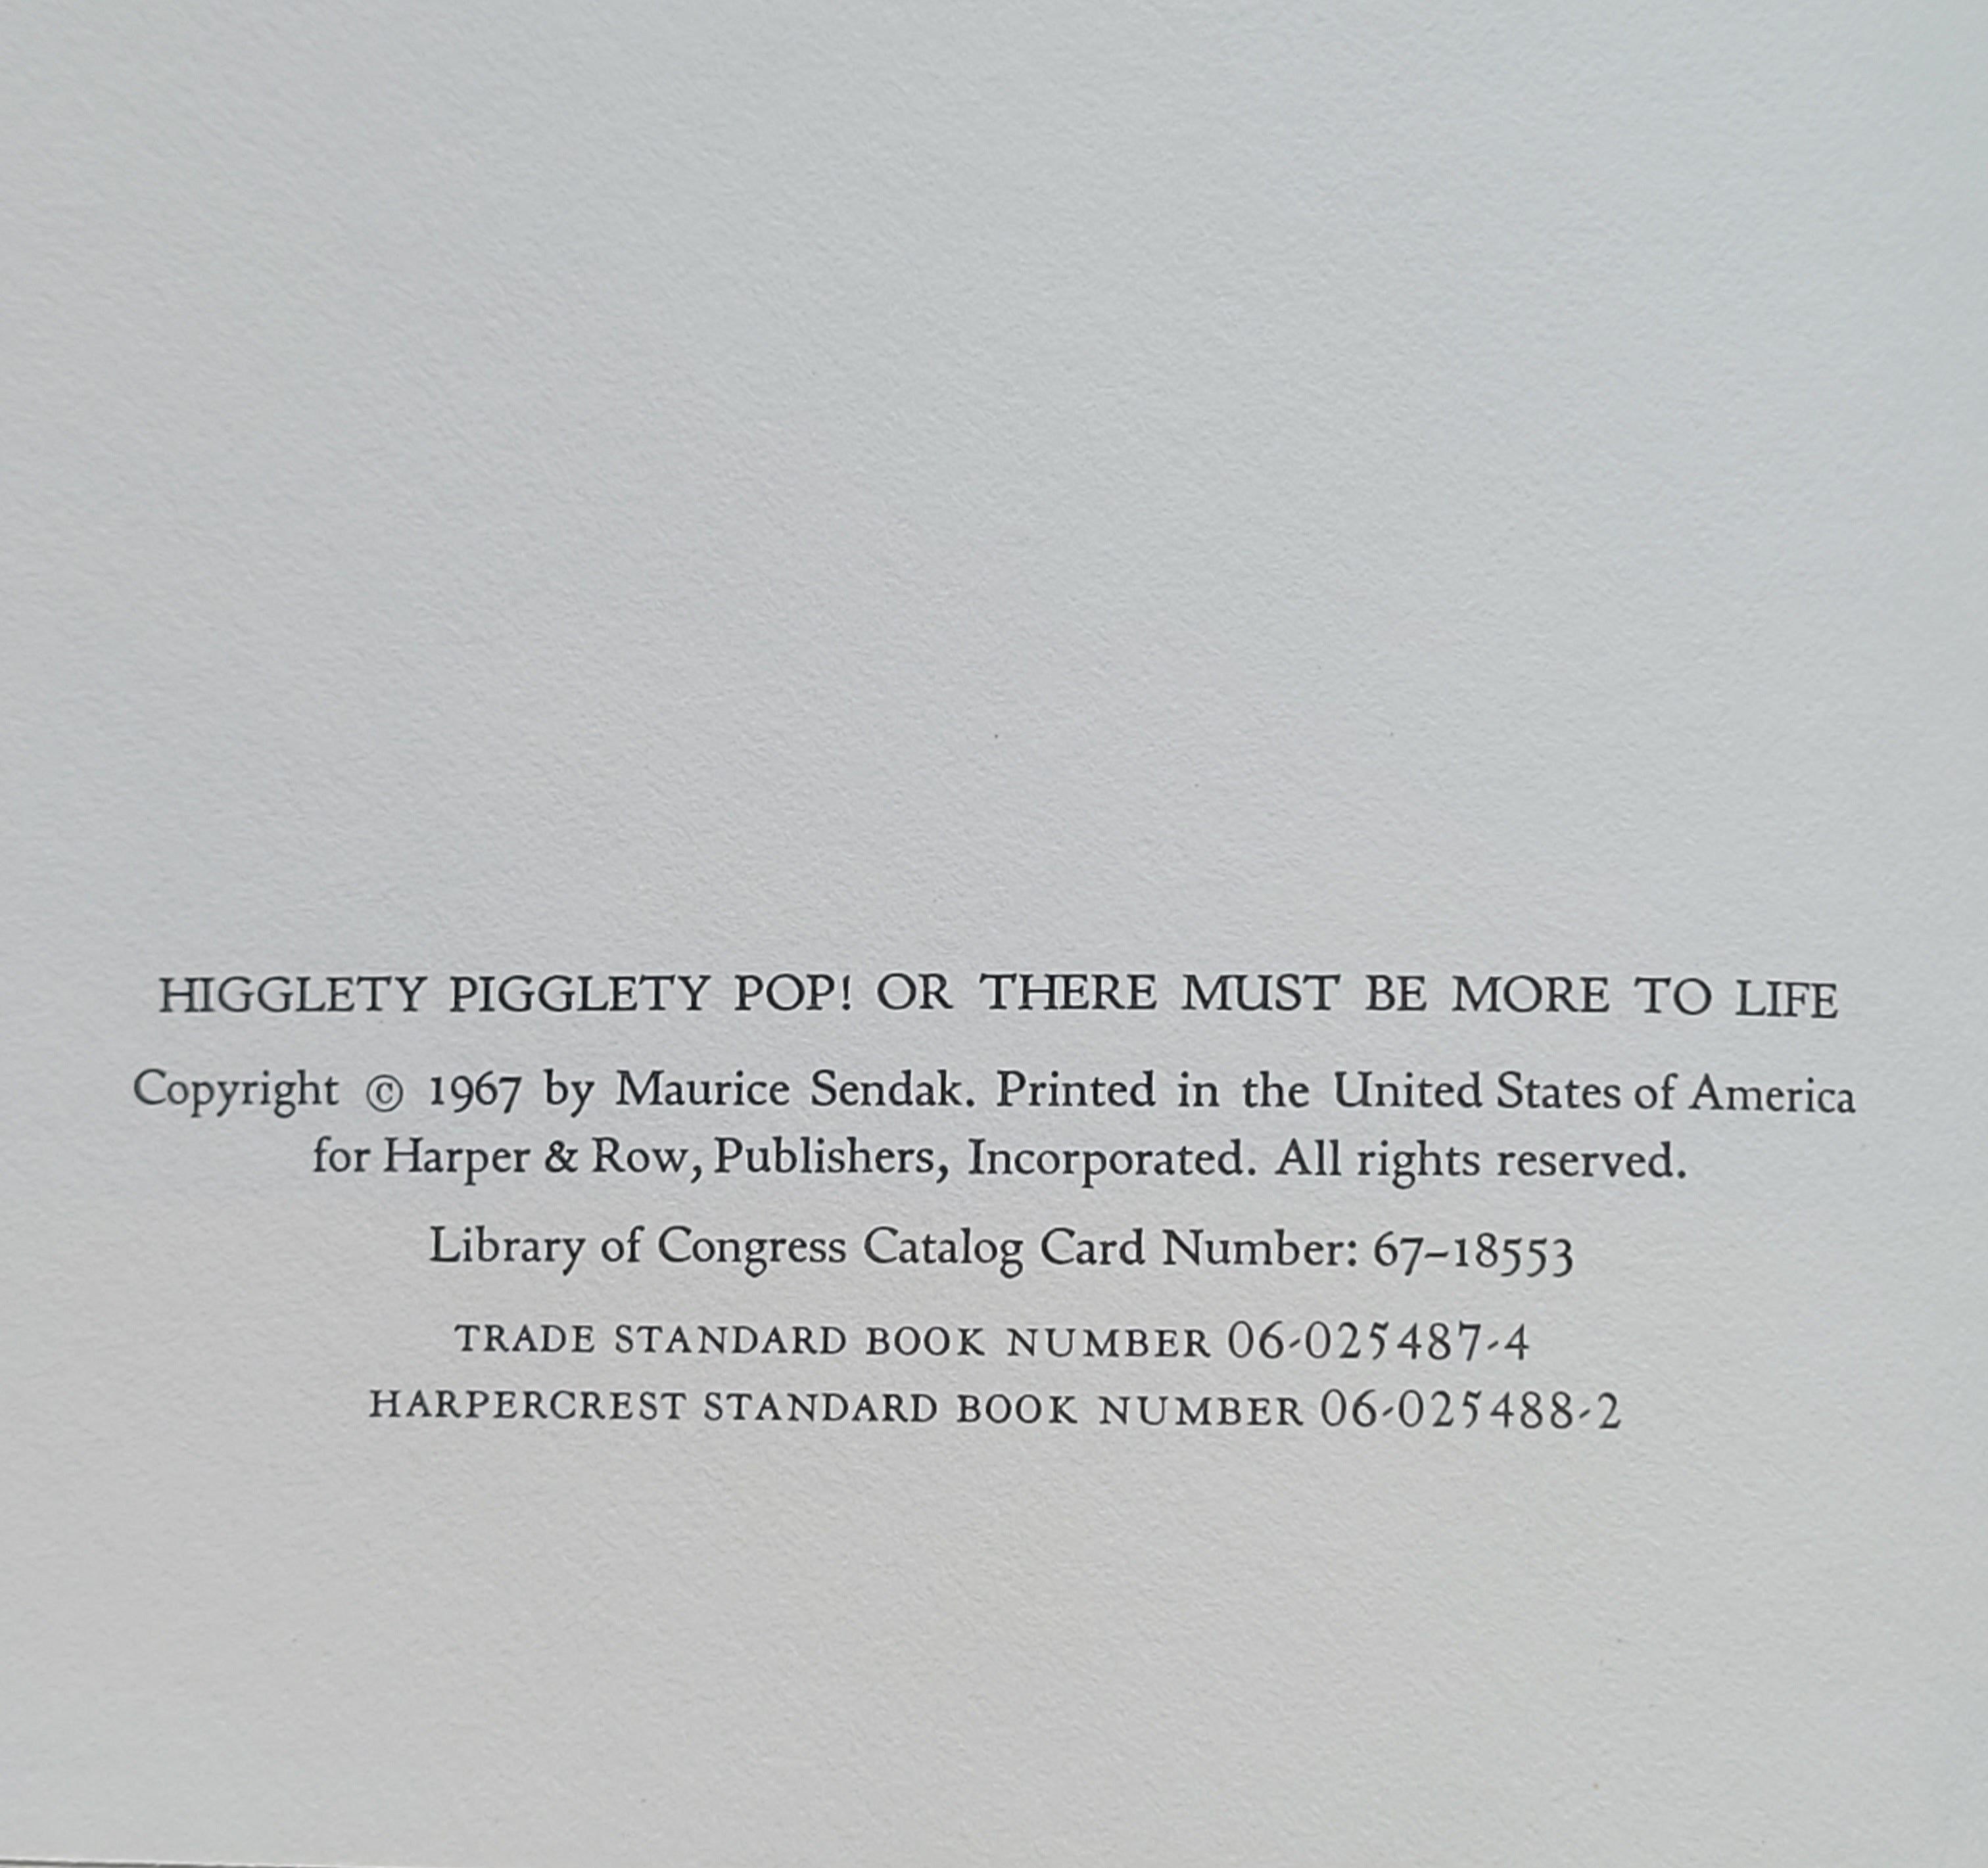 HIGGLETY PIGGLETY POP! OR THERE MUST BE MORE TO LIFE
Copyright © 1967 by Maurice Sendak. Printed in the United States of America
for Harper & Row, Publishers, Incorporated. All rights reserved.
Library of Congress Catalog Card Number: 67–18553
TRADE STANDARD BOOK NUMBER 06-025487-4
HARPERCREST STANDARD BOOK NUMBER 06-025488-2